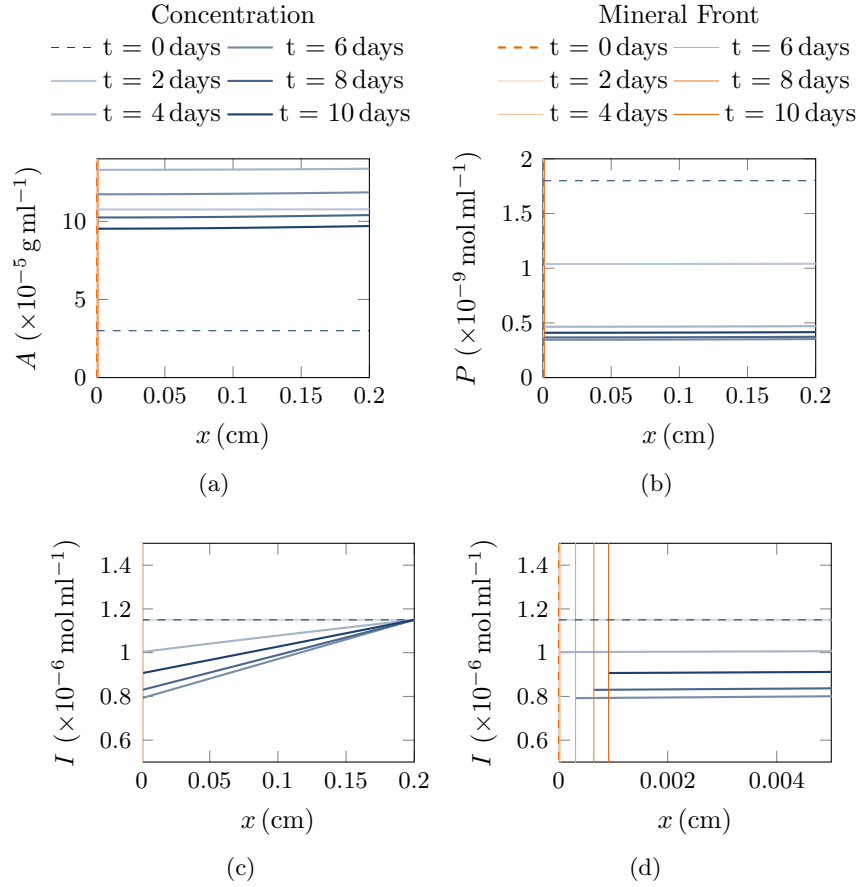 Concentration Mineral Front
t = 0 days t = 6 days t = 0 days t = 6 days
t = 2 days t = 8 days t = 2 days t = 8 days
t = 4 days t = 10 days t = 4 days t = 10 days
A (×10⁻⁵ g ml⁻¹)
10
5
0
0 0.05 0.1 0.15 0.2
x (cm)
(a)
P (×10⁻⁹ mol ml⁻¹)
2
1.5
1
0.5
0
0 0.05 0.1 0.15 0.2
x (cm)
(b)
I (×10⁻⁶ mol ml⁻¹)
1.4
1.2
1
0.8
0.6
0 0.05 0.1 0.15 0.2
x (cm)
(c)
I (×10⁻⁶ mol ml⁻¹)
1.4
1.2
1
0.8
0.6
0 0.002 0.004
x (cm)
(d)